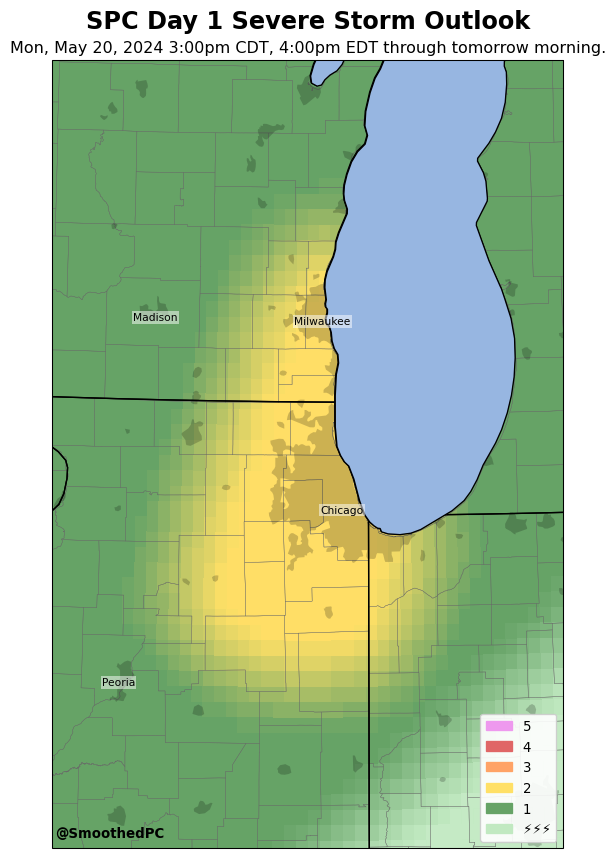 SPC Day 1 Severe Storm Outlook
Mon, May 20, 2024 3:00pm CDT, 4:00pm EDT through tomorrow morning.
Madison
Milwaukee
Chicago
Peoria
5
4
3
2
1
⚡⚡⚡
@SmoothedPC